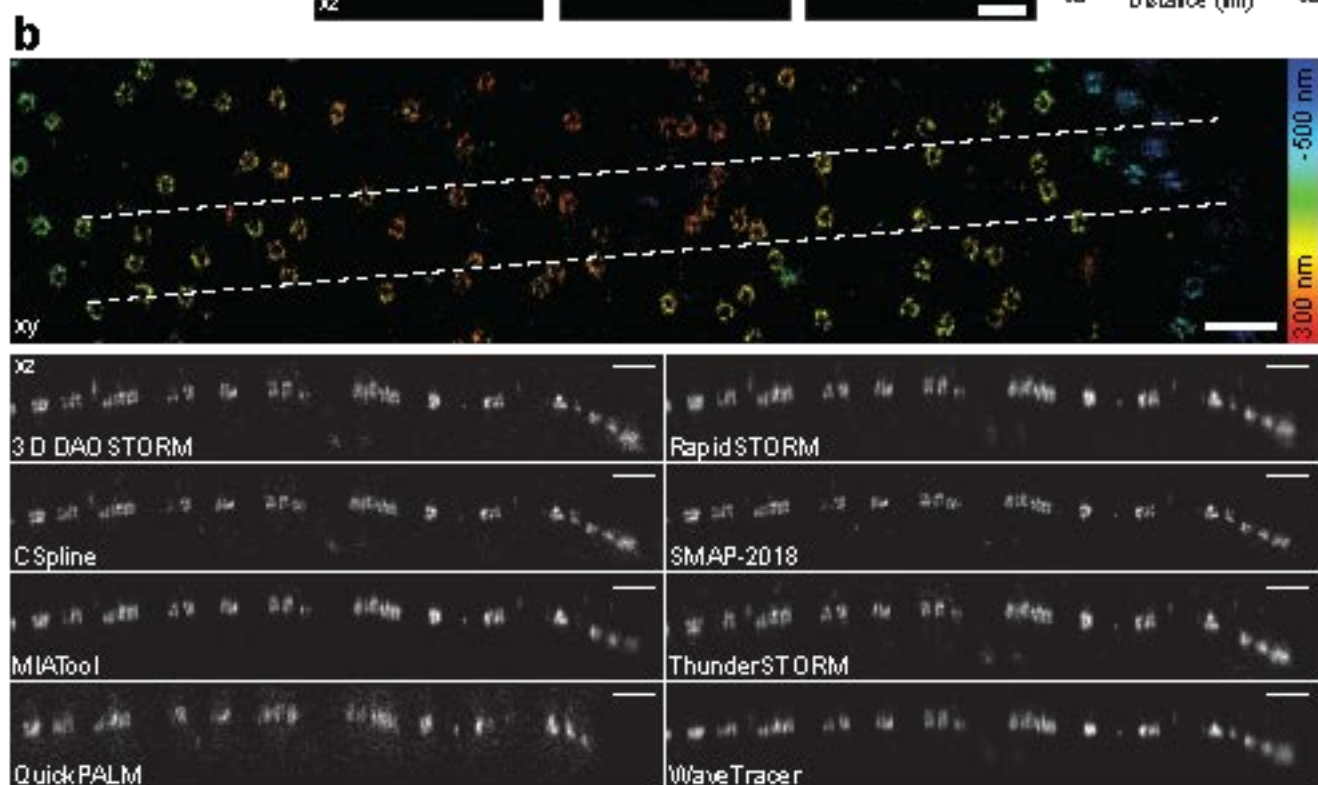 xz
Distance (nm)
b
-500 nm
300 nm
xy
xz
3D DAOSTORM
RapidSTORM
CSpline
SMAP-2018
MIATool
ThunderSTORM
QuickPALM
WaveTracer